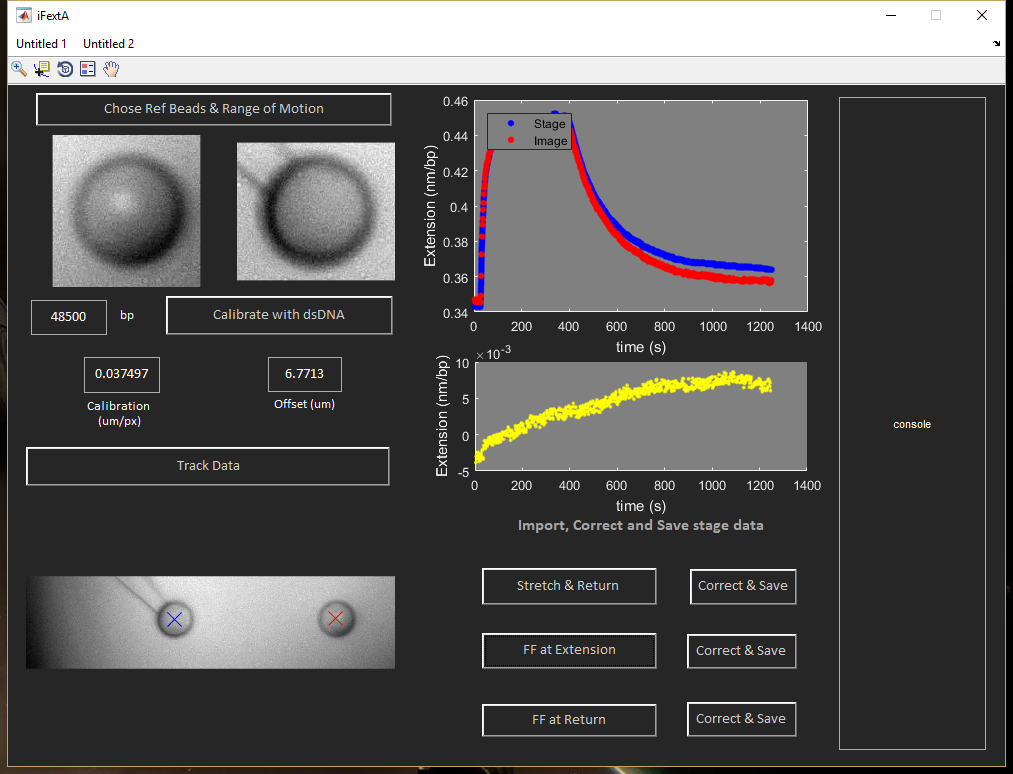 iFextA
Untitled 1 Untitled 2
Chose Ref Beads & Range of Motion
48500 bp Calibrate with dsDNA
0.037497 6.7713
Calibration
(um/px)
Offset (um)
Track Data
0.46
0.44
0.42
0.4
0.38
0.36
0.34
Extension (nm/bp)
Stage
Image
0 200 400 600 800 1000 1200 1400
time (s)
×10-3
10
5
0
-5
Extension (nm/bp)
0 200 400 600 800 1000 1200 1400
time (s)
Import, Correct and Save stage data
Stretch & Return Correct & Save
FF at Extension Correct & Save
FF at Return Correct & Save
console